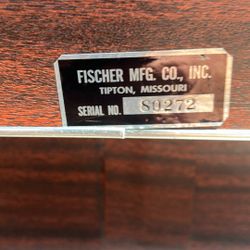 FISCHER MFG. CO., INC.
TIPTON, MISSOURI
SERIAL NO. 80272